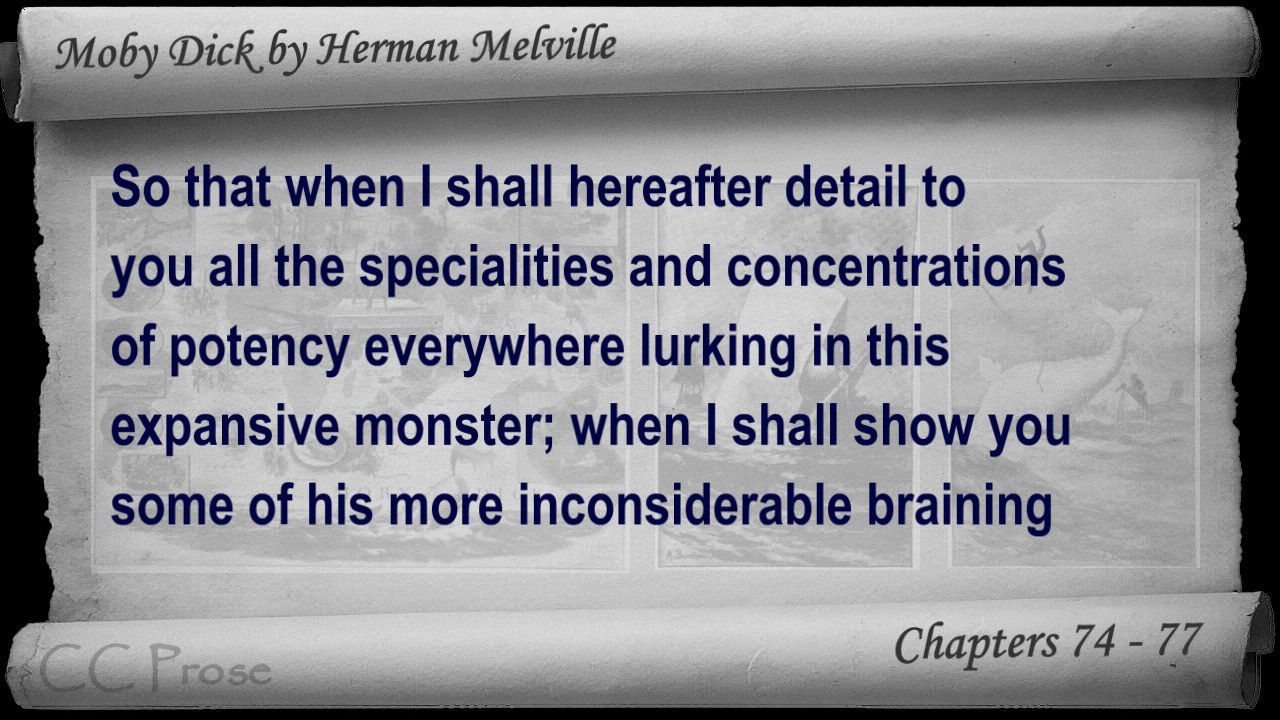 Moby Dick by Herman Melville
So that when I shall hereafter detail to
you all the specialities and concentrations
of potency everywhere lurking in this
expansive monster; when I shall show you
some of his more inconsiderable braining
Chapters 74 - 77
CC Prose